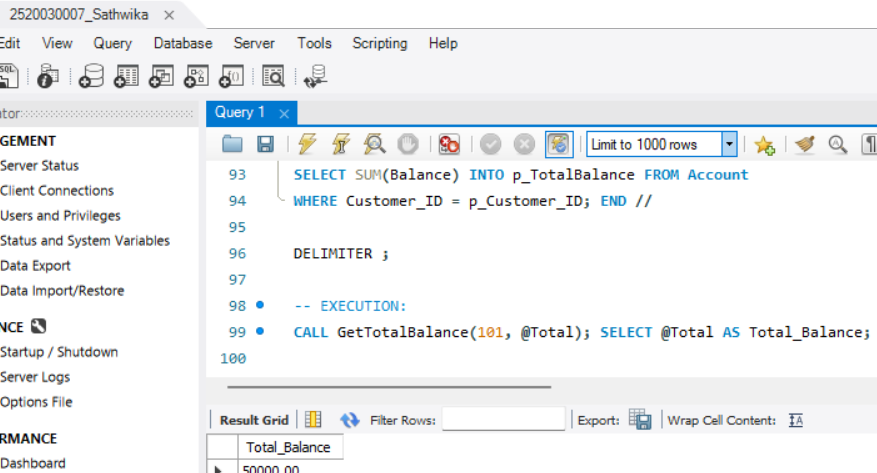 2520030007_Sathwika ×
Edit View Query Database Server Tools Scripting Help
Query 1 ×
GEMENT
Server Status
Client Connections
Users and Privileges
Status and System Variables
Data Export
Data Import/Restore
NCE
Startup / Shutdown
Server Logs
Options File
RMANCE
Dashboard
Limit to 1000 rows
93 SELECT SUM(Balance) INTO p_TotalBalance FROM Account
94 WHERE Customer_ID = p_Customer_ID; END //
95
96 DELIMITER ;
97
98 -- EXECUTION:
99 CALL GetTotalBalance(101, @Total); SELECT @Total AS Total_Balance;
100
Result Grid Filter Rows: Export: Wrap Cell Content:
Total_Balance
50000.00